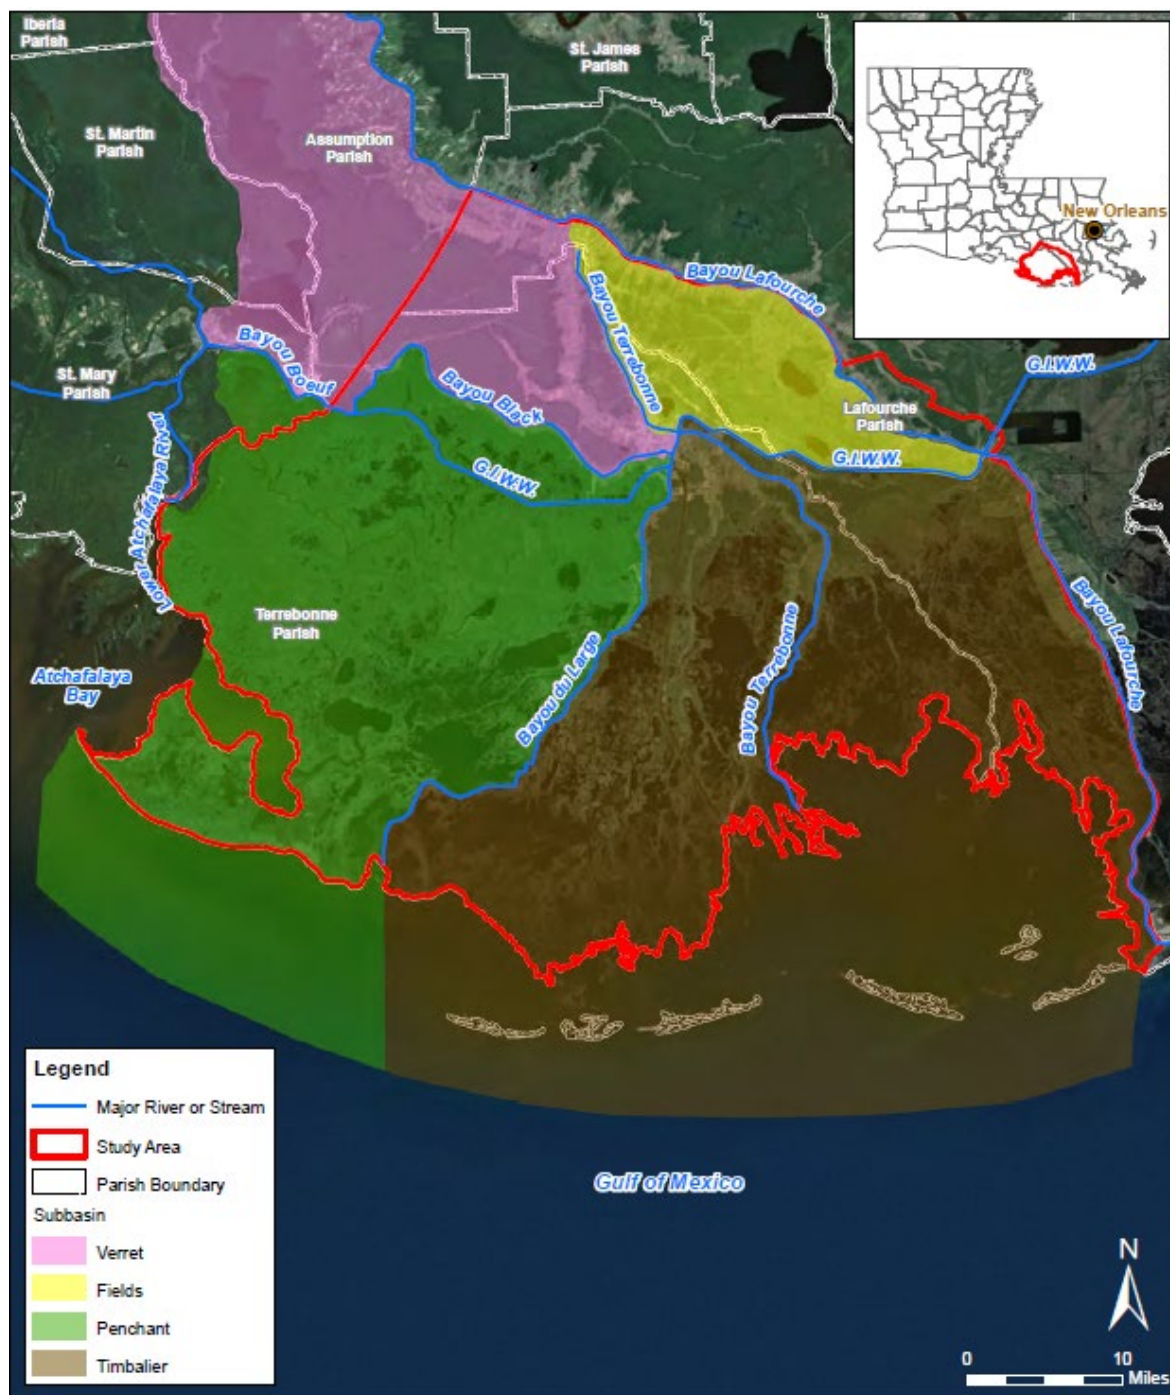 Iberia
Parish
St. James
Parish
St. Martin
Parish
Assumption
Parish
New Orleans
Bayou Lafourche
Bayou Terrebonne
G.I.W.W.
Bayou Boeuf
St. Mary
Parish
Bayou Black
Lafourche
Parish
G.I.W.W.
G.I.W.W.
Lower Atchafalaya River
Terrebonne
Parish
Bayou Lafourche
Bayou du Large
Bayou Terrebonne
Atchafalaya
Bay
Legend
Major River or Stream
Study Area
Parish Boundary
Subbasin
Verret
Fields
Penchant
Timbalier
Gulf of Mexico
N
0 10
Miles